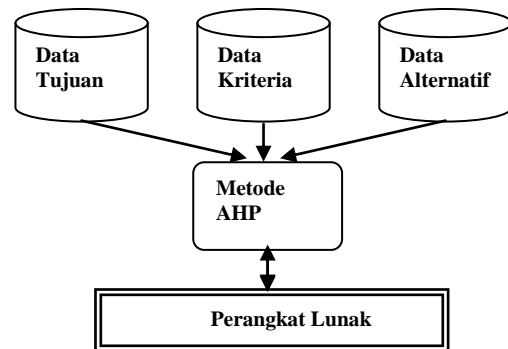 Data
Tujuan
Data
Kriteria
Data
Alternatif
Metode
AHP
Perangkat Lunak